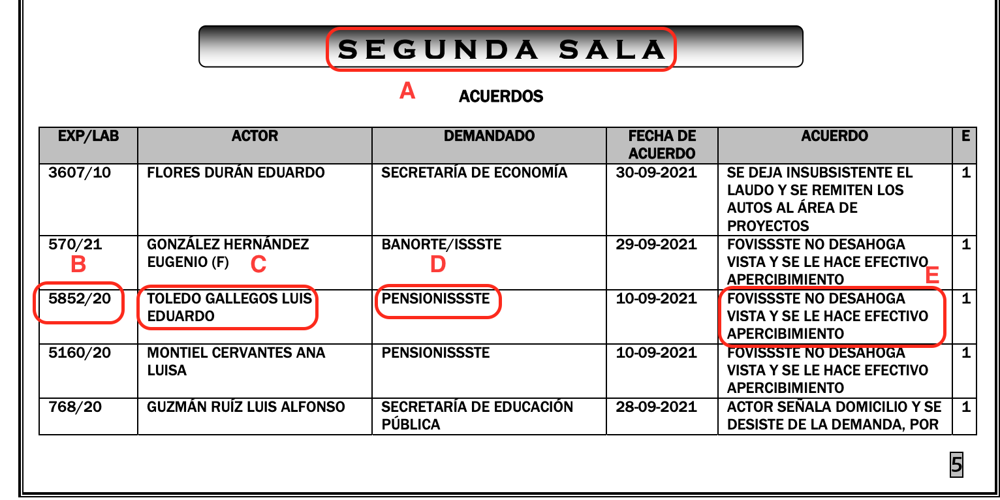 SEGUNDA SALA
A
ACUERDOS
EXP/LAB ACTOR DEMANDADO FECHA DE ACUERDO ACUERDO E
3607/10 FLORES DURÁN EDUARDO SECRETARÍA DE ECONOMÍA 30-09-2021 SE DEJA INSUBSISTENTE EL 1
LAUDO Y SE REMITEN LOS
AUTOS AL ÁREA DE
PROYECTOS
570/21 GONZÁLEZ HERNÁNDEZ BANORTE/ISSSTE 29-09-2021 FOVISSSTE NO DESAHOGA 1
EUGENIO (F) VISTA Y SE LE HACE EFECTIVO
APERCIBIMIENTO
B C D E
5852/20 TOLEDO GALLEGOS LUIS PENSIONISSSTE 10-09-2021 FOVISSSTE NO DESAHOGA 1
EDUARDO VISTA Y SE LE HACE EFECTIVO
APERCIBIMIENTO
5160/20 MONTIEL CERVANTES ANA PENSIONISSSTE 10-09-2021 FOVISSSTE NO DESAHOGA 1
LUISA VISTA Y SE LE HACE EFECTIVO
APERCIBIMIENTO
768/20 GUZMÁN RUÍZ LUIS ALFONSO SECRETARÍA DE EDUCACIÓN 28-09-2021 ACTOR SEÑALA DOMICILIO Y SE 1
PÚBLICA DESISTE DE LA DEMANDA, POR
5